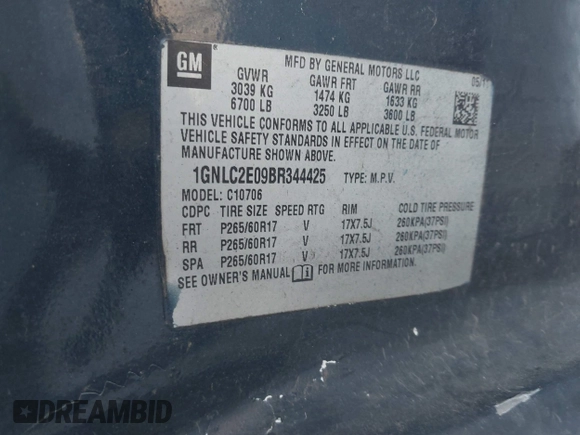 GM
MFD BY GENERAL MOTORS LLC
GVWR GAWR FRT GAWR RR
3039 KG 1474 KG 1633 KG
6700 LB 3250 LB 3600 LB
THIS VEHICLE CONFORMS TO ALL APPLICABLE U.S. FEDERAL MOTOR
VEHICLE SAFETY STANDARDS IN EFFECT ON THE DATE OF
MANUFACTURE SHOWN ABOVE.
1GNLC2E09BR344425 TYPE: M.P.V.
MODEL: C10706
CDPC TIRE SIZE SPEED RTG RIM COLD TIRE PRESSURE
FRT P265/60R17 V 17X7.5J 260KPA(37PSI)
RR P265/60R17 V 17X7.5J 260KPA(37PSI)
SPA P265/60R17 V 17X7.5J 260KPA(37PSI)
SEE OWNER'S MANUAL FOR MORE INFORMATION.
DREAMBID